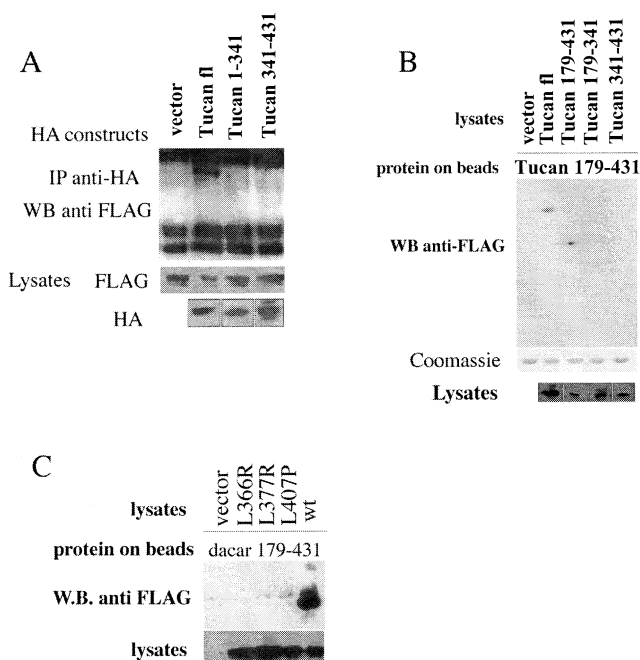 A
HA constructs
vector
Tucan fl
Tucan 1-341
Tucan 341-431
IP anti-HA
WB anti FLAG
Lysates FLAG
HA
B
lysates
vector
Tucan fl
Tucan 179-431
Tucan 179-341
Tucan 341-431
protein on beads Tucan 179-431
WB anti-FLAG
Coomassie
Lysates
C
lysates
vector
L366R
L377R
L407P
wt
protein on beads dacar 179-431
W.B. anti FLAG
lysates